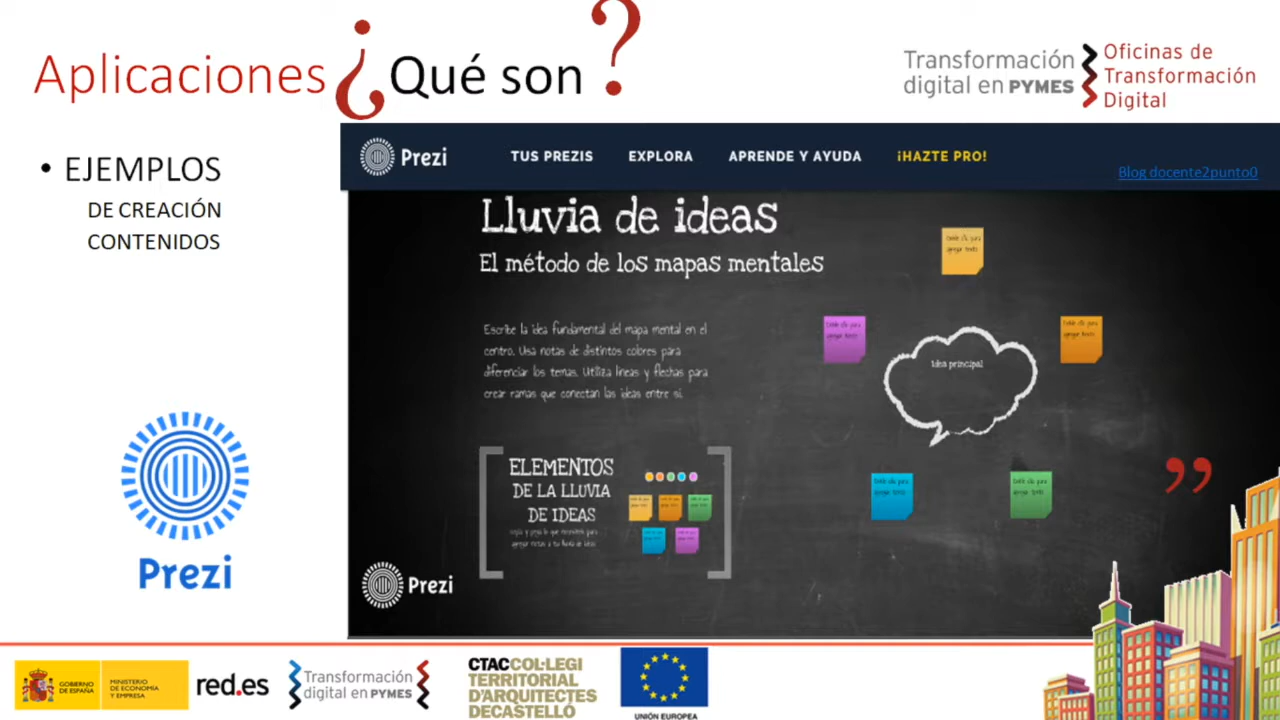 Aplicaciones ¿Qué son?
Transformación
digital en PYMES
Oficinas de
Transformación
Digital
• EJEMPLOS
DE CREACIÓN
CONTENIDOS
Prezi
Prezi
TUS PREZIS
EXPLORA
APRENDE Y AYUDA
¡HAZTE PRO!
Blog docente2punto0
Lluvia de ideas
El método de los mapas mentales
Escribe la idea fundamental del mapa mental en el
centro. Usa notas de distintos colores para
diferenciar los temas. Utiliza líneas y flechas para
crear ramas que conectan las ideas entre sí.
Idea principal
ELEMENTOS
DE LA LLUVIA
DE IDEAS
Prezi
”
GOBIERNO
DE ESPAÑA
MINISTERIO
DE ECONOMÍA
Y EMPRESA
red.es
Transformación
digital en PYMES
CTAC COL·LEGI
TERRITORIAL
D'ARQUITECTES
DE CASTELLÓ
UNIÓN EUROPEA